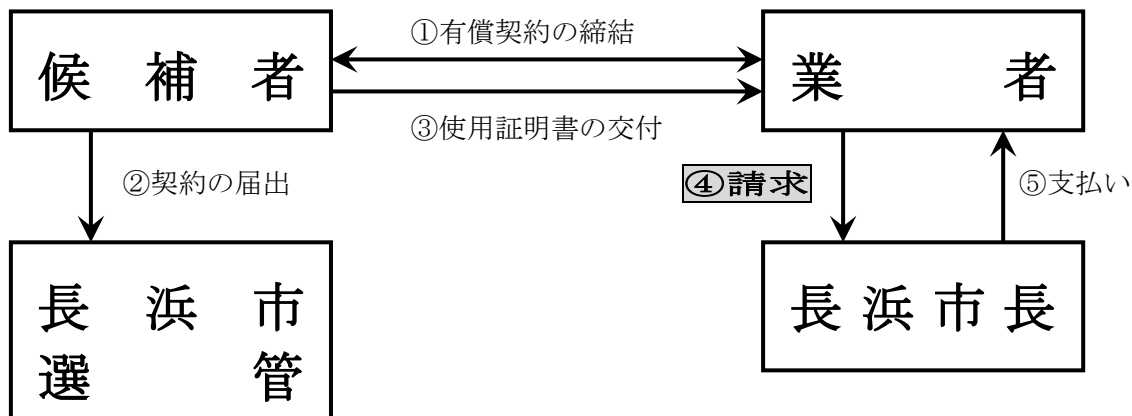 ①有償契約の締結
候補者
業者
③使用証明書の交付
②契約の届出
④請求
⑤支払い
長浜市
選管
長浜市長